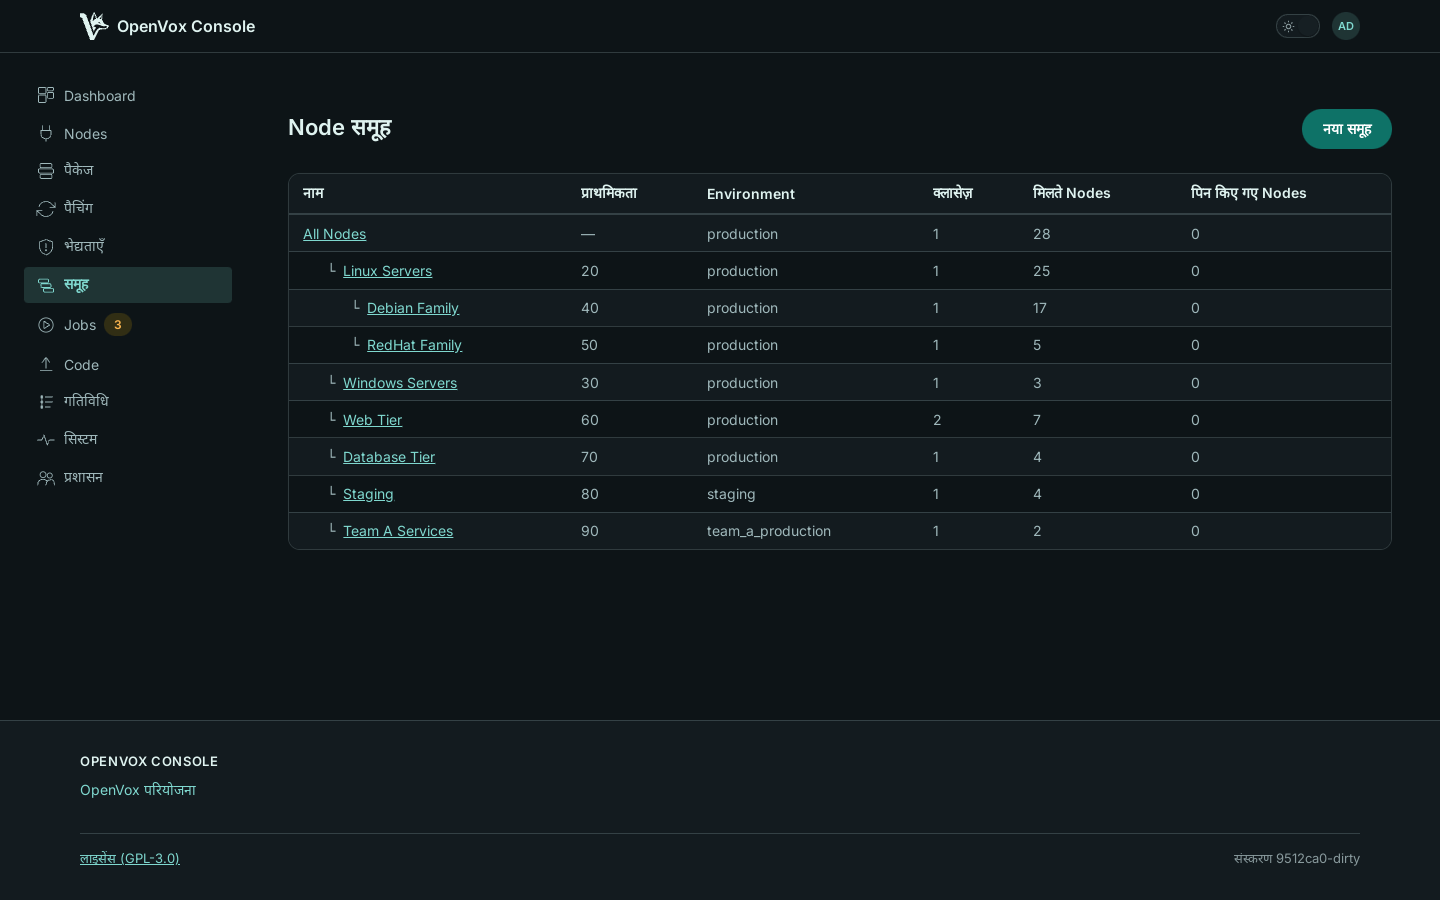 OpenVox Console
AD
Dashboard
Nodes
पैकेज
पैचिंग
भेद्यताएँ
समूह
Jobs 3
Code
गतिविधि
सिस्टम
प्रशासन
Node समूह
नया समूह
नाम प्राथमिकता Environment क्लासेज़ मिलते Nodes पिन किए गए Nodes
All Nodes — production 1 28 0
└ Linux Servers 20 production 1 25 0
└ Debian Family 40 production 1 17 0
└ RedHat Family 50 production 1 5 0
└ Windows Servers 30 production 1 3 0
└ Web Tier 60 production 2 7 0
└ Database Tier 70 production 1 4 0
└ Staging 80 staging 1 4 0
└ Team A Services 90 team_a_production 1 2 0
OPENVOX CONSOLE
OpenVox परियोजना
लाइसेंस (GPL-3.0)
संस्करण 9512ca0-dirty